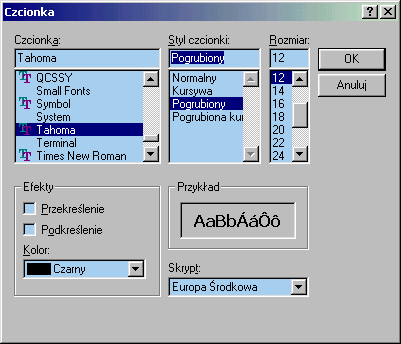 Czcionka
Czcionka: Styl czcionki: Rozmiar:
Tahoma Pogrubiony 12 OK
QCSSY Normalny 12 Anuluj
Small Fonts Kursywa 14
Symbol Pogrubiony 16
System Pogrubiona kur 18
Tahoma 20
Terminal 22
Times New Roman 24
Efekty Przykład
Przekreślenie
Podkreślenie AaBbÁáÔô
Kolor:
Czarny
Skrypt:
Europa Środkowa